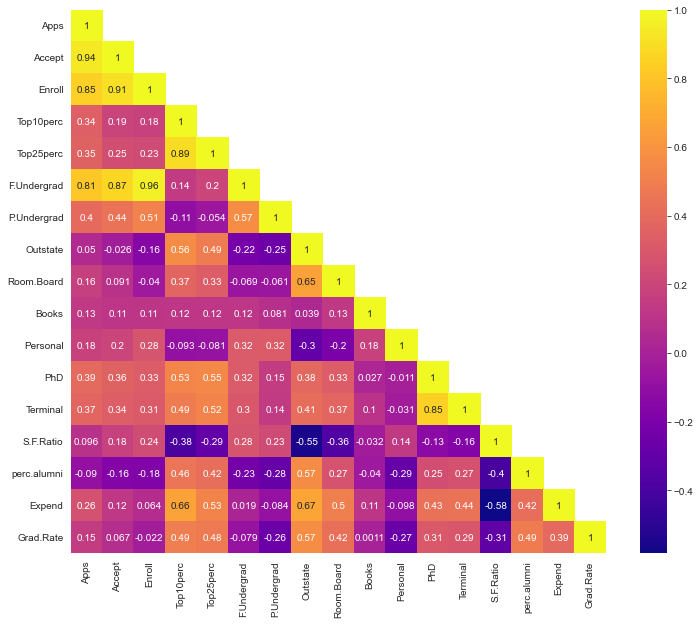 Apps 1
Accept 0.94 1
Enroll 0.85 0.91 1
Top10perc 0.34 0.19 0.18 1
Top25perc 0.35 0.25 0.23 0.89 1
F.Undergrad 0.81 0.87 0.96 0.14 0.2 1
P.Undergrad 0.4 0.44 0.51 -0.11 -0.054 0.57 1
Outstate 0.05 -0.026 -0.16 0.56 0.49 -0.22 -0.25 1
Room.Board 0.16 0.091 -0.04 0.37 0.33 -0.069 -0.061 0.65 1
Books 0.13 0.11 0.11 0.12 0.12 0.12 0.081 0.039 0.13 1
Personal 0.18 0.2 0.28 -0.093 -0.081 0.32 0.32 -0.3 -0.2 0.18 1
PhD 0.39 0.36 0.33 0.53 0.55 0.32 0.15 0.38 0.33 0.027 -0.011 1
Terminal 0.37 0.34 0.31 0.49 0.52 0.3 0.14 0.41 0.37 0.1 -0.031 0.85 1
S.F.Ratio 0.096 0.18 0.24 -0.38 -0.29 0.28 0.23 -0.55 -0.36 -0.032 0.14 -0.13 -0.16 1
perc.alumni -0.09 -0.16 -0.18 0.46 0.42 -0.23 -0.28 0.57 0.27 -0.04 -0.29 0.25 0.27 -0.4 1
Expend 0.26 0.12 0.064 0.66 0.53 0.019 -0.084 0.67 0.5 0.11 -0.098 0.43 0.44 -0.58 0.42 1
Grad.Rate 0.15 0.067 -0.022 0.49 0.48 -0.079 -0.26 0.57 0.42 0.0011 -0.27 0.31 0.29 -0.31 0.49 0.39 1
Apps
Accept
Enroll
Top10perc
Top25perc
F.Undergrad
P.Undergrad
Outstate
Room.Board
Books
Personal
PhD
Terminal
S.F.Ratio
perc.alumni
Expend
Grad.Rate
1.0
0.8
0.6
0.4
0.2
0.0
−0.2
−0.4